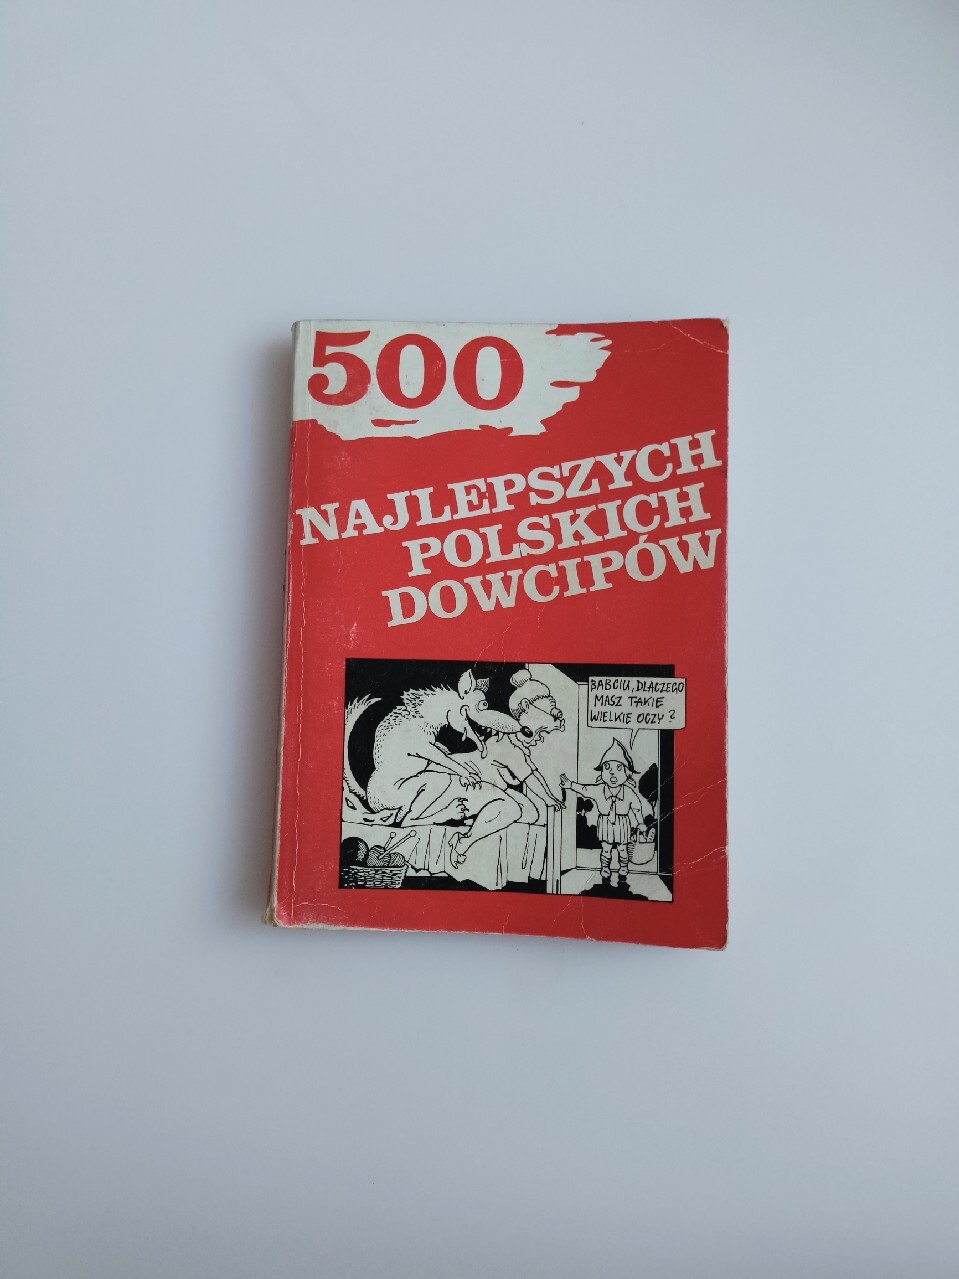 500
NAJLEPSZYCH
POLSKICH
DOWCIPÓW
BABCIU, DLACZEGO
MASZ TAKIE
WIELKIE OCZY?